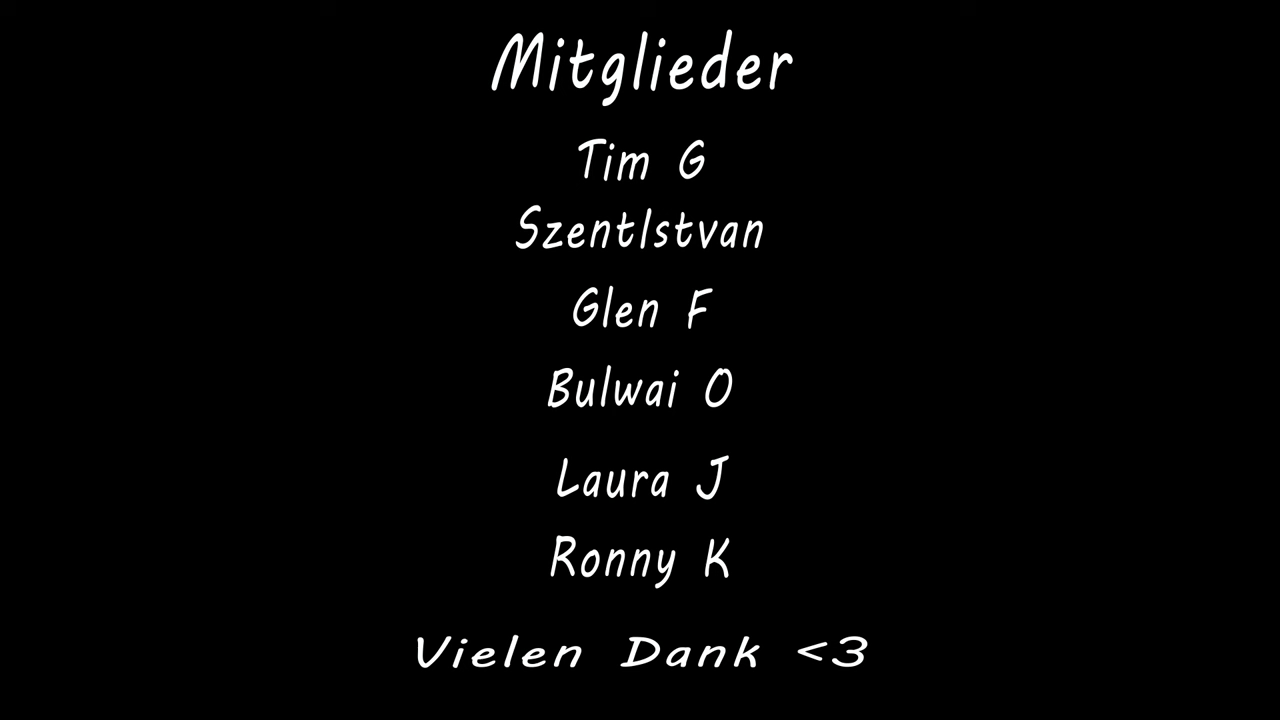 Mitglieder
Tim G
SzentIstvan
Glen F
Bulwai O
Laura J
Ronny K
Vielen Dank <3